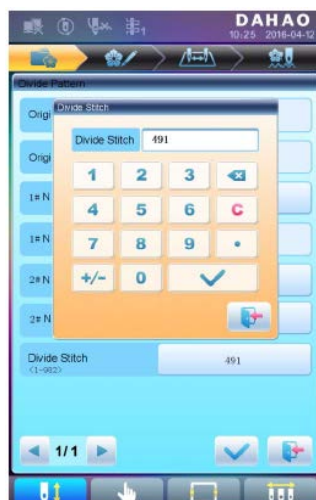 DAHAO
10:25 2016-04-12
Divide Pattern
Origi
Divide Stitch
Divide Stitch 491
Origi
1 2 3
1# N
4 5 6 C
1# N
7 8 9 .
2# N
+/- 0
2# N
Divide Stitch 491
<1-982>
1/1